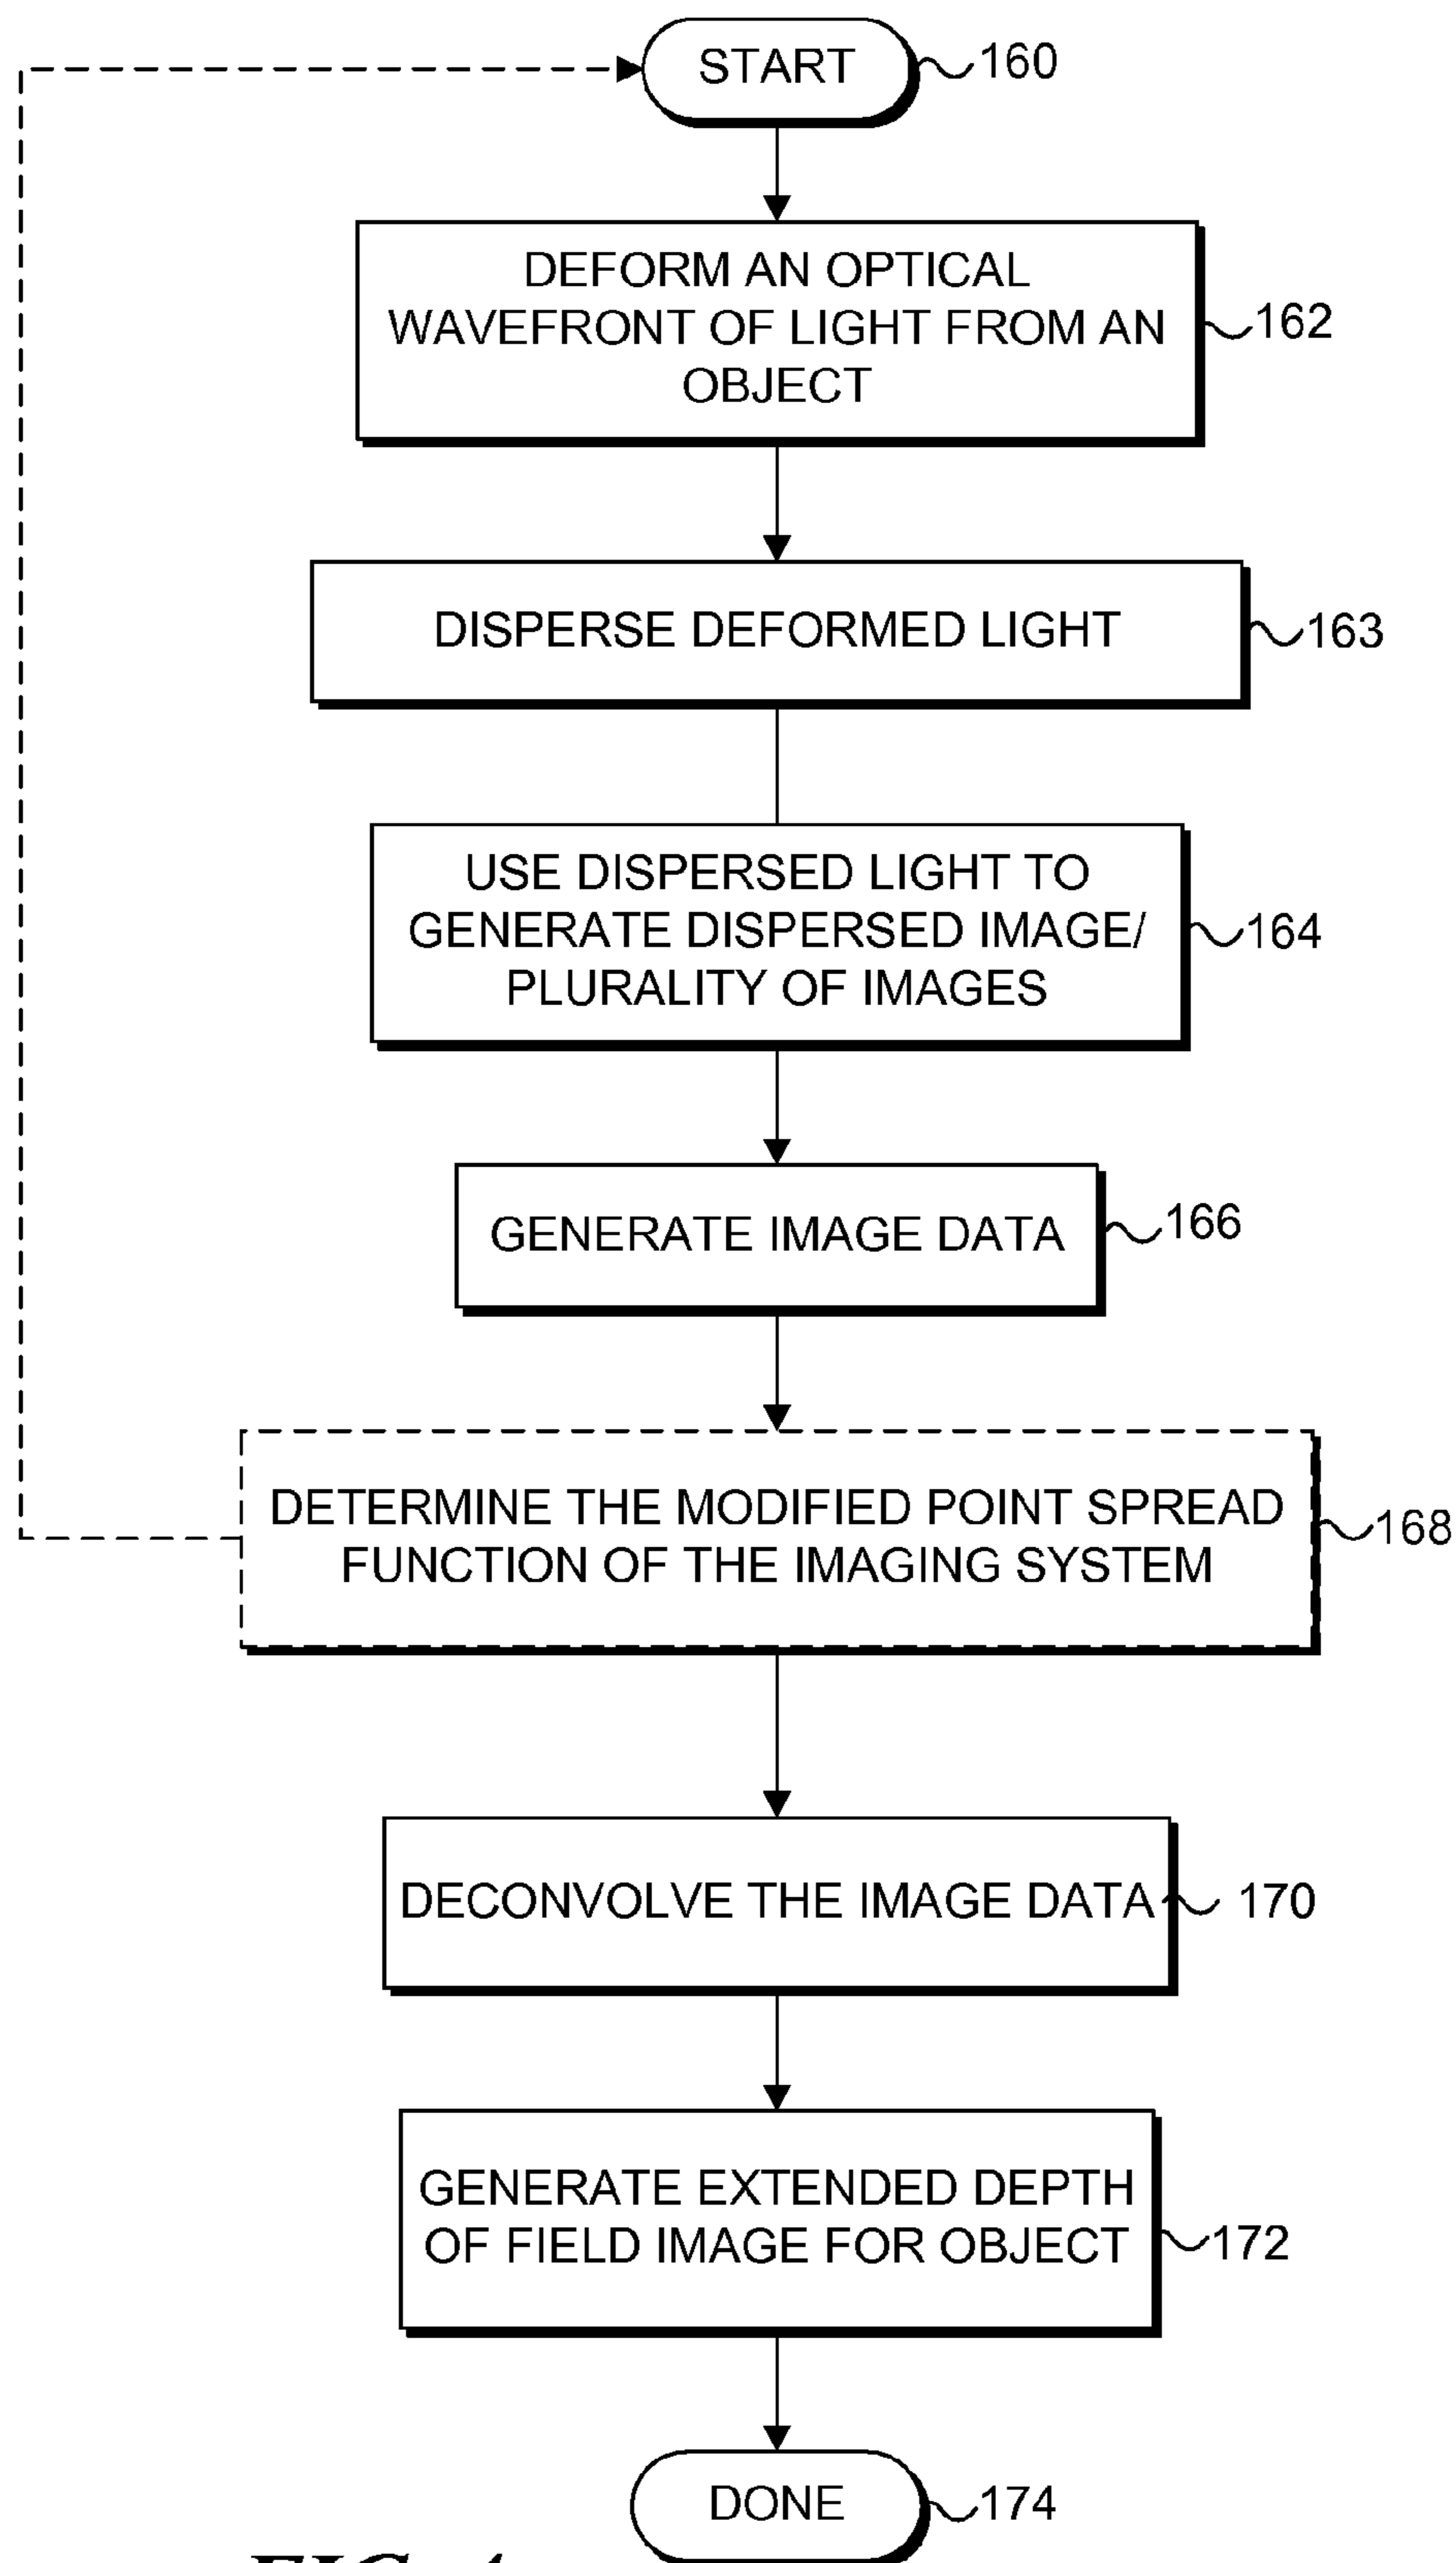 START
160
DEFORM AN OPTICAL
WAVEFRONT OF LIGHT FROM AN
OBJECT
162
DISPERSE DEFORMED LIGHT
163
USE DISPERSED LIGHT TO
GENERATE DISPERSED IMAGE/
PLURALITY OF IMAGES
164
GENERATE IMAGE DATA
166
DETERMINE THE MODIFIED POINT SPREAD
FUNCTION OF THE IMAGING SYSTEM
168
DECONVOLVE THE IMAGE DATA
170
GENERATE EXTENDED DEPTH
OF FIELD IMAGE FOR OBJECT
172
DONE
174